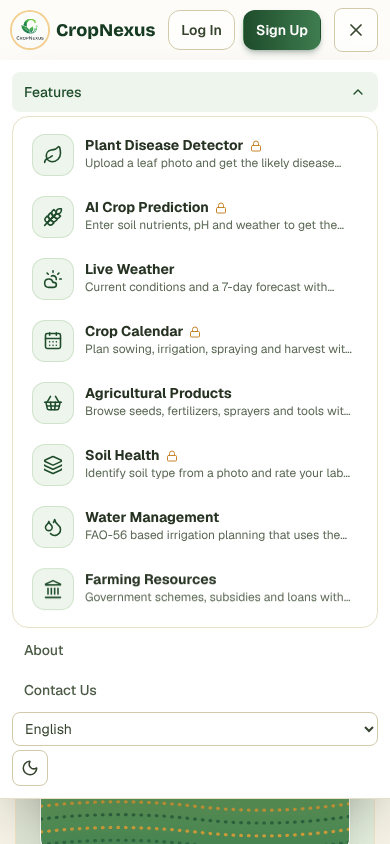 CropNexus
CropNexus
Log In
Sign Up
Features
Plant Disease Detector
Upload a leaf photo and get the likely disease...
AI Crop Prediction
Enter soil nutrients, pH and weather to get the...
Live Weather
Current conditions and a 7-day forecast with...
Crop Calendar
Plan sowing, irrigation, spraying and harvest wit...
Agricultural Products
Browse seeds, fertilizers, sprayers and tools wit...
Soil Health
Identify soil type from a photo and rate your lab...
Water Management
FAO-56 based irrigation planning that uses the...
Farming Resources
Government schemes, subsidies and loans with...
About
Contact Us
English